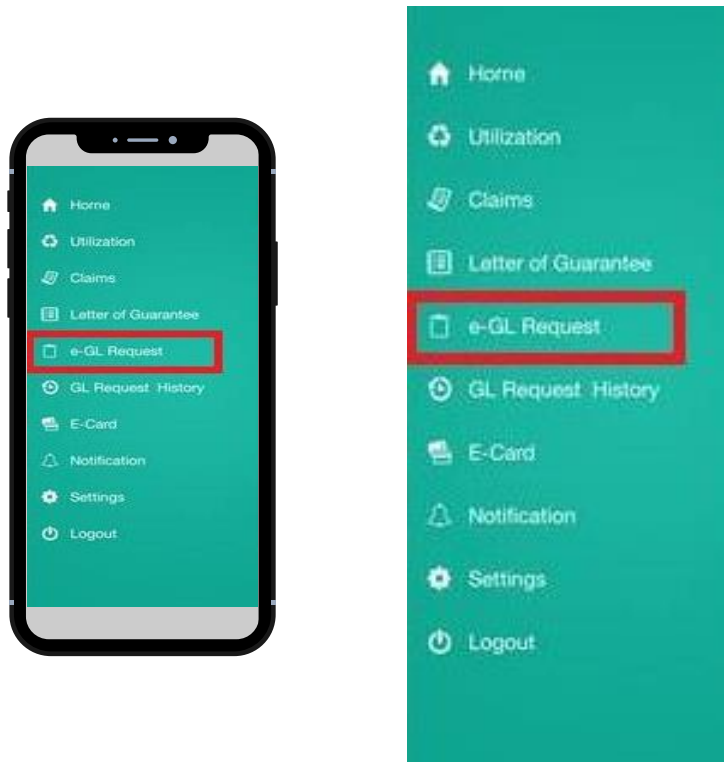 Home
Utilization
Claims
Letter of Guarantee
e-GL Request
GL Request History
E-Card
Notification
Settings
Logout
Home
Utilization
Claims
Letter of Guarantee
e-GL Request
GL Request History
E-Card
Notification
Settings
Logout